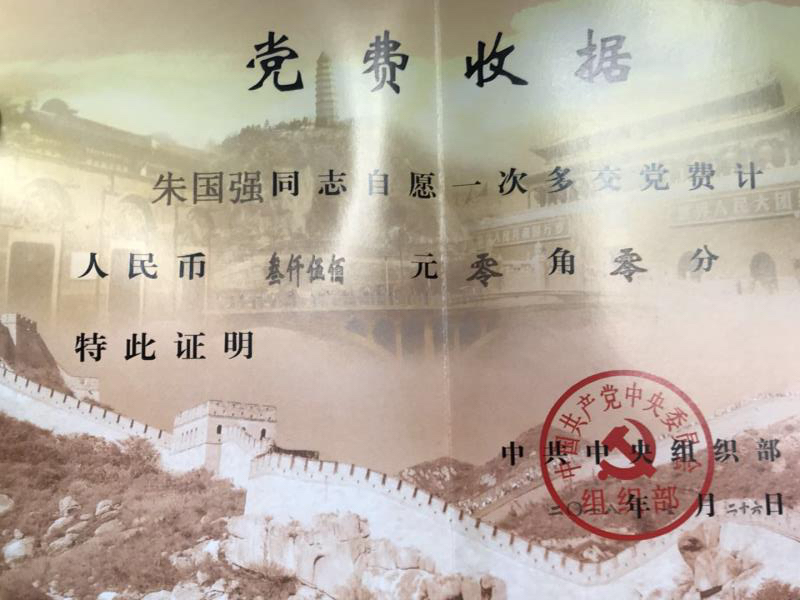 党费收据
朱国强同志自愿一次多交党费计
人民币 叁仟伍佰 元零角零分
特此证明
中共中央组织部
年 月二十六日
中国共产党中央委员会
组织部